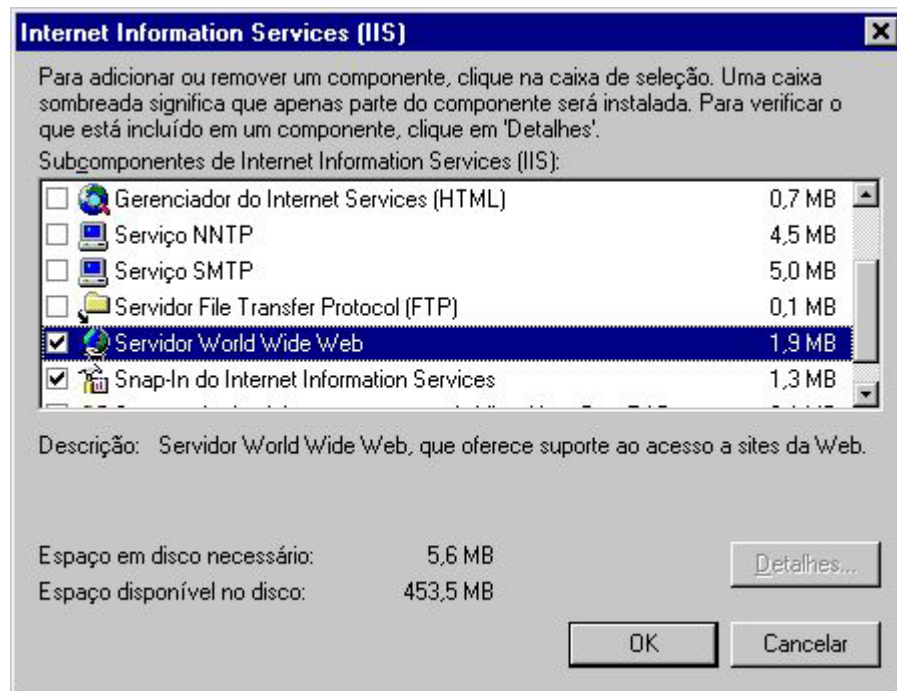 Internet Information Services (IIS)
Para adicionar ou remover um componente, clique na caixa de seleção. Uma caixa
sombreada significa que apenas parte do componente será instalada. Para verificar o
que está incluído em um componente, clique em 'Detalhes'.
Subcomponentes de Internet Information Services (IIS):
Gerenciador do Internet Services (HTML) 0,7 MB
Serviço NNTP 4,5 MB
Serviço SMTP 5,0 MB
Servidor File Transfer Protocol (FTP) 0,1 MB
Servidor World Wide Web 1,9 MB
Snap-In do Internet Information Services 1,3 MB
Descrição: Servidor World Wide Web, que oferece suporte ao acesso a sites da Web.
Espaço em disco necessário: 5,6 MB
Detalhes...
Espaço disponível no disco: 453,5 MB
OK Cancelar